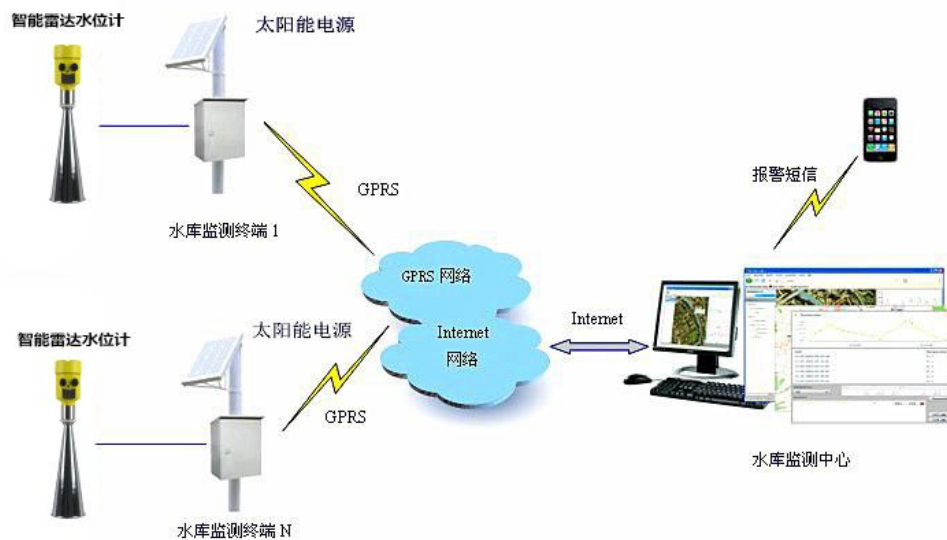 智能雷达水位计
太阳能电源
GPRS
水库监测终端 1
报警短信
GPRS 网络
Internet
网络
Internet
智能雷达水位计
太阳能电源
GPRS
水库监测终端 N
水库监测中心